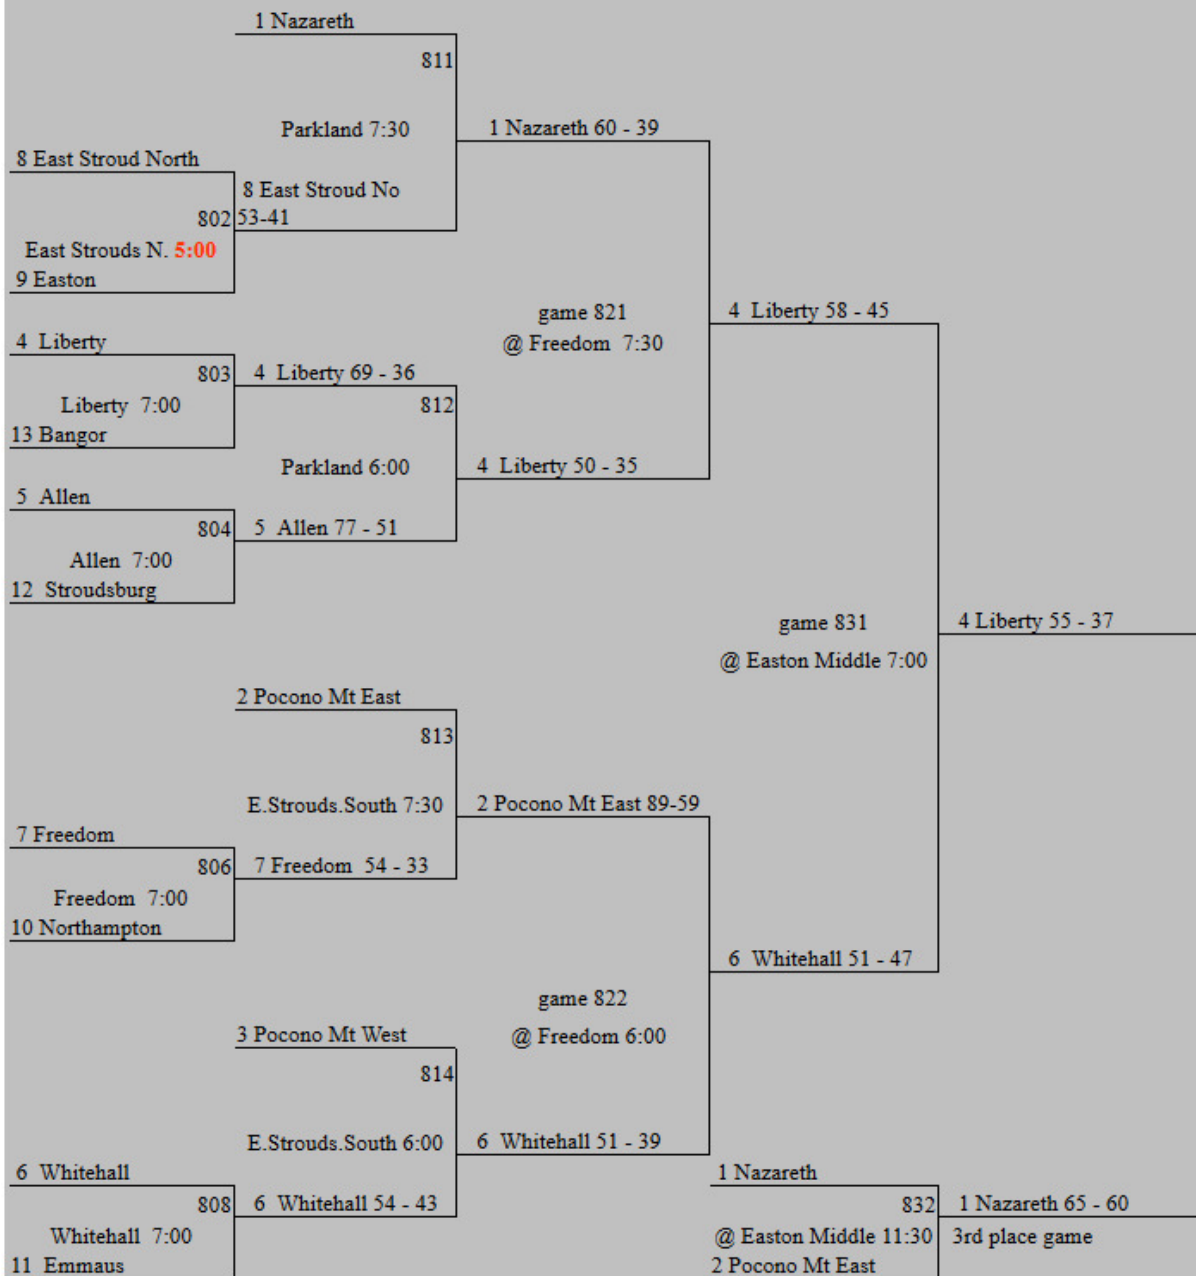 1 Nazareth
811
Parkland 7:30
1 Nazareth 60 - 39
8 East Stroud North
8 East Stroud No
802 53-41
East Strouds N. 5:00
9 Easton
game 821
@ Freedom 7:30
4 Liberty 58 - 45
4 Liberty
803
4 Liberty 69 - 36
Liberty 7:00
812
13 Bangor
Parkland 6:00
4 Liberty 50 - 35
5 Allen
804
5 Allen 77 - 51
Allen 7:00
12 Stroudsburg
game 831
@ Easton Middle 7:00
4 Liberty 55 - 37
2 Pocono Mt East
813
E.Strouds.South 7:30
2 Pocono Mt East 89-59
7 Freedom
806
7 Freedom 54 - 33
Freedom 7:00
10 Northampton
6 Whitehall 51 - 47
game 822
@ Freedom 6:00
3 Pocono Mt West
814
E.Strouds.South 6:00
6 Whitehall 51 - 39
6 Whitehall
808
6 Whitehall 54 - 43
Whitehall 7:00
11 Emmaus
1 Nazareth
832
1 Nazareth 65 - 60
@ Easton Middle 11:30
3rd place game
2 Pocono Mt East